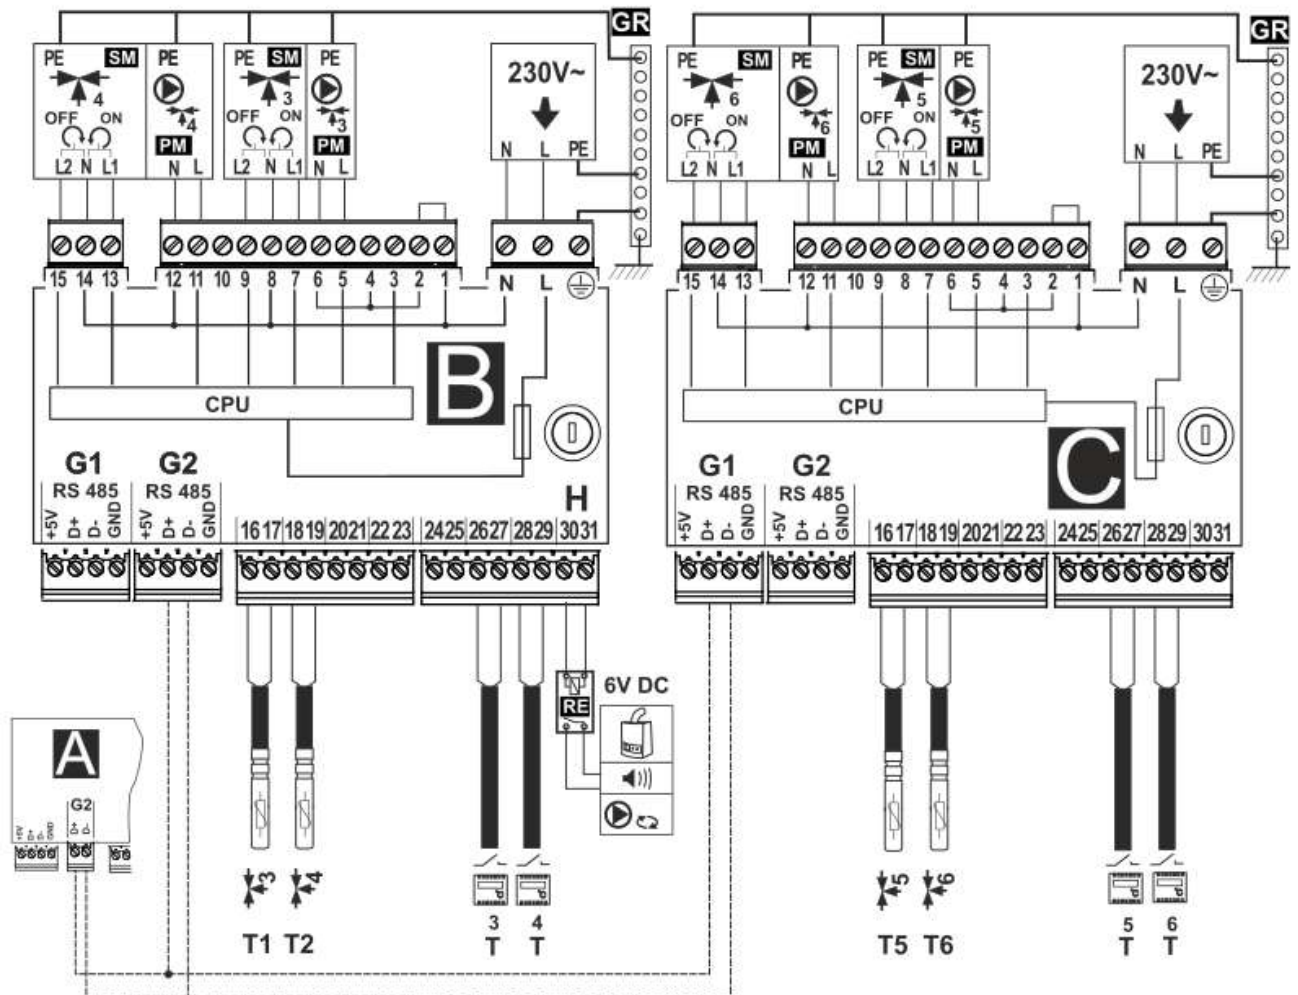 GR GR
PE SM PE PE SM PE
4 3
OFF ON 4 OFF ON 3
PM PM
L2 N L1 N L L2 N L1 N L
230V~
N L PE
PE SM PE PE SM PE
6 5
OFF ON 6 OFF ON 5
PM PM
L2 N L1 N L L2 N L1 N L
230V~
N L PE
15 14 13 12 11 10 9 8 7 6 5 4 3 2 1 N L
15 14 13 12 11 10 9 8 7 6 5 4 3 2 1 N L
B
CPU
C
CPU
G1 G2 H
RS 485 RS 485
+5V D+ D- GND +5V D+ D- GND
16 17 18 19 20 21 22 23 24 25 26 27 28 29 30 31
G1 G2
RS 485 RS 485
+5V D+ D- GND +5V D+ D- GND
16 17 18 19 20 21 22 23 24 25 26 27 28 29 30 31
6V DC
RE
A
G2
+5V D+ D- GND D+ D-
3 4
T1 T2
3 4
T T
5 6
T5 T6
5 6
T T